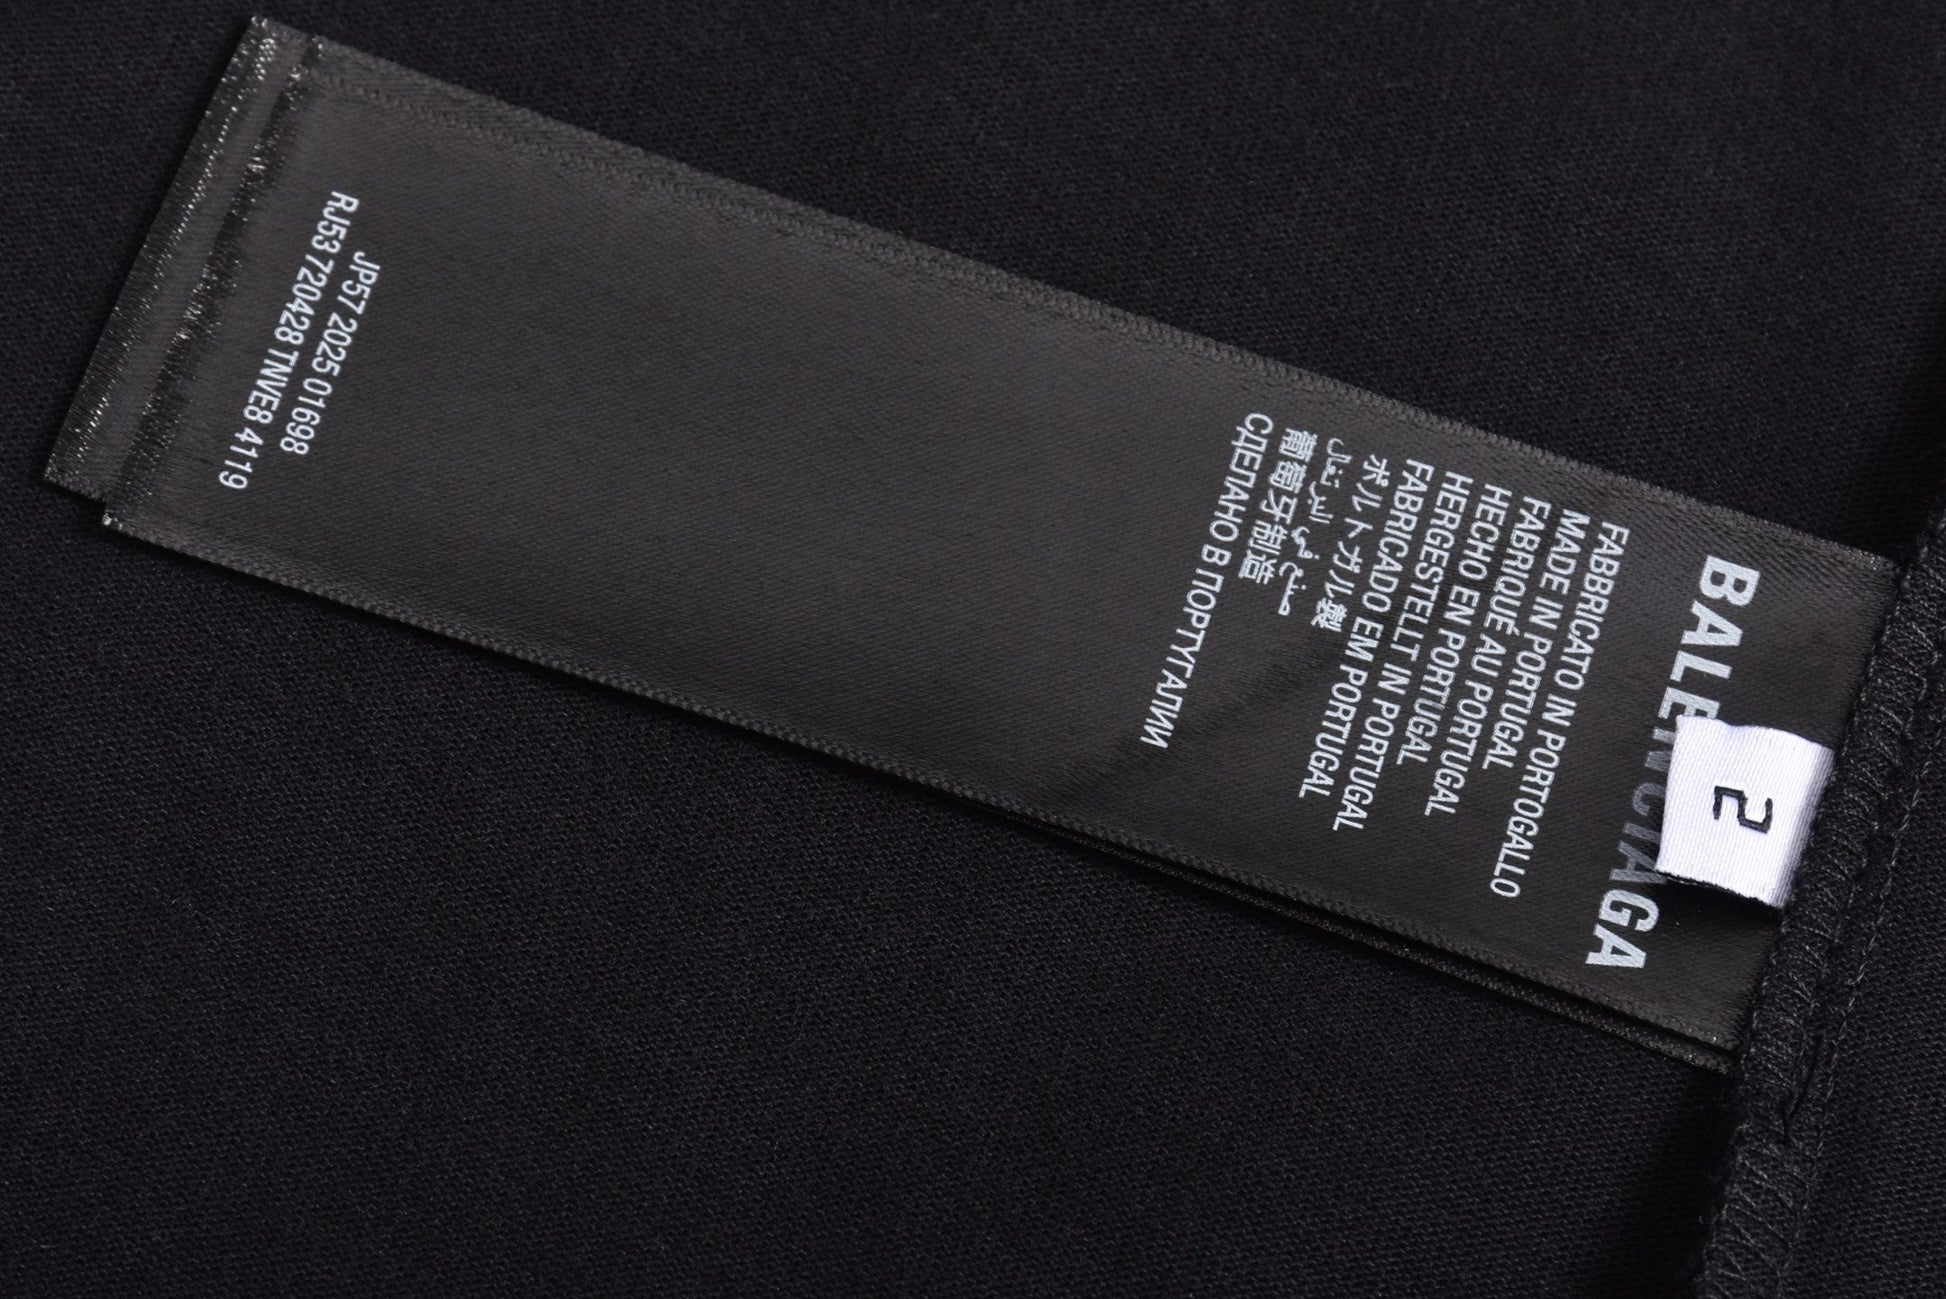 BALENCIAGA
2
FABBRICATO IN PORTOGALLO
MADE IN PORTUGAL
FABRIQUÉ AU PORTUGAL
HECHO EN PORTUGAL
HERGESTELLT IN PORTUGAL
FABRICADO EM PORTUGAL
ポルトガル製
صنع في البرتغال
葡萄牙制造
СДЕЛАНО В ПОРТУГАЛИИ
JP57 2025 01698
RJ53 720428 TNVE8 4119